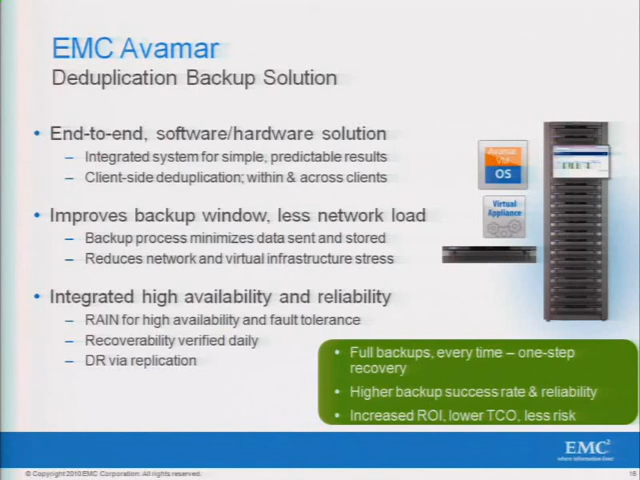 EMC Avamar
Deduplication Backup Solution
• End-to-end, software/hardware solution
– Integrated system for simple, predictable results
– Client-side deduplication; within & across clients
• Improves backup window, less network load
– Backup process minimizes data sent and stored
– Reduces network and virtual infrastructure stress
• Integrated high availability and reliability
– RAIN for high availability and fault tolerance
– Recoverability verified daily
– DR via replication
Avamar
OS
Virtual
Appliance
• Full backups, every time – one-step
recovery
• Higher backup success rate & reliability
• Increased ROI, lower TCO, less risk
EMC²
where information lives
© Copyright 2010 EMC Corporation. All rights reserved.